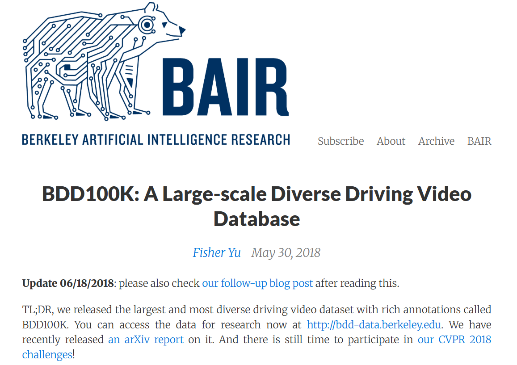 BAIR
BERKELEY ARTIFICIAL INTELLIGENCE RESEARCH
Subscribe About Archive BAIR
BDD100K: A Large-scale Diverse Driving Video
Database
Fisher Yu May 30, 2018
Update 06/18/2018: please also check our follow-up blog post after reading this.
TL;DR, we released the largest and most diverse driving video dataset with rich annotations called
BDD100K. You can access the data for research now at http://bdd-data.berkeley.edu. We have
recently released an arXiv report on it. And there is still time to participate in our CVPR 2018
challenges!